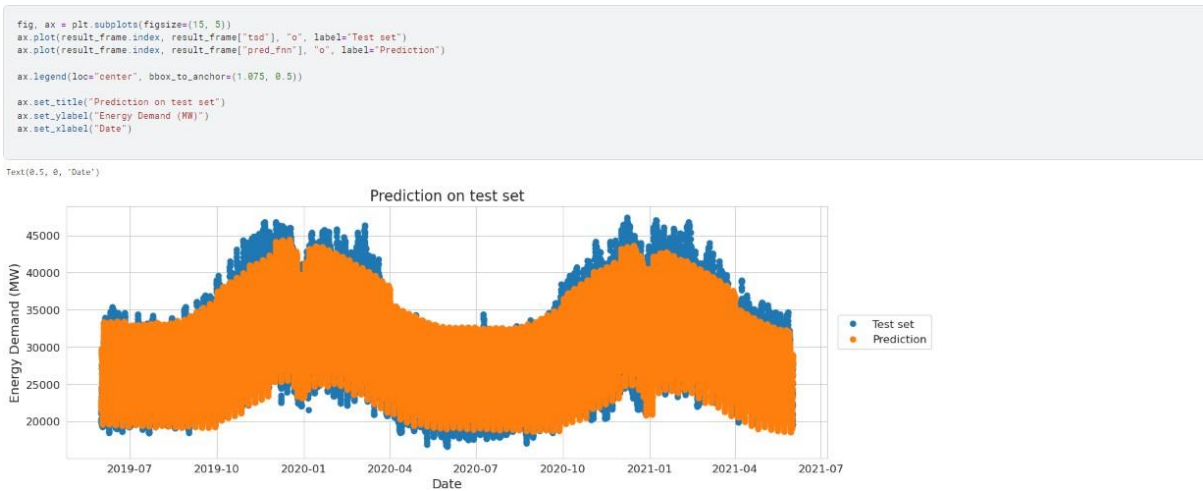 fig, ax = plt.subplots(figsize=(15, 5))
ax.plot(result_frame.index, result_frame["tsd"], "o", label="Test set")
ax.plot(result_frame.index, result_frame["pred_fnn"], "o", label="Prediction")
ax.legend(loc="center", bbox_to_anchor=(1.075, 0.5))
ax.set_title("Prediction on test set")
ax.set_ylabel("Energy Demand (MW)")
ax.set_xlabel("Date")
Text(0.5, 0, 'Date')
Prediction on test set
Energy Demand (MW)
45000
40000
35000
30000
25000
20000
Test set
Prediction
2019-07 2019-10 2020-01 2020-04 2020-07 2020-10 2021-01 2021-04 2021-07
Date